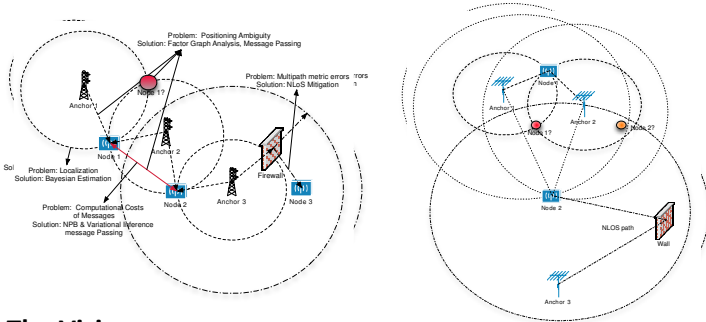 Problem: Positioning Ambiguity
Solution: Factor Graph Analysis, Message Passing
Problem: Multipath metric errors
Solution: NLoS Mitigation
Anchor 1
Node 1?
Node 1
Anchor 2
Problem: Localization
Solution: Bayesian Estimation
Firewall
Node 2
Anchor 3
Node 3
Problem: Computational Costs
of Messages
Solution: NPB & Variational Inference
message Passing
Node
Anchor
Anchor 2
Node 1?
Node 2?
Node 2
NLOS path
Wall
Anchor 3